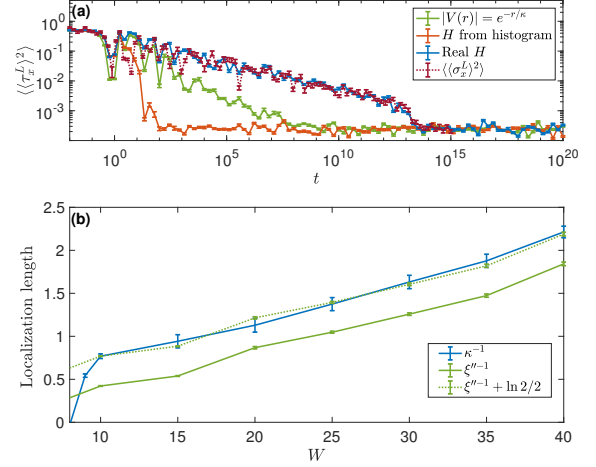 (a)
|V(r)| = e^{-r/κ}
H from histogram
Real H
⟨⟨σ_x^L⟩^2⟩
⟨⟨τ_x^L⟩^2⟩
10^0
10^{-1}
10^{-2}
10^{-3}
10^0 10^5 10^{10} 10^{15} 10^{20}
t
(b)
2.5
2
1.5
1
0.5
0
Localization length
κ^{-1}
ξ''^{-1}
ξ''^{-1} + ln 2/2
10 15 20 25 30 35 40
W